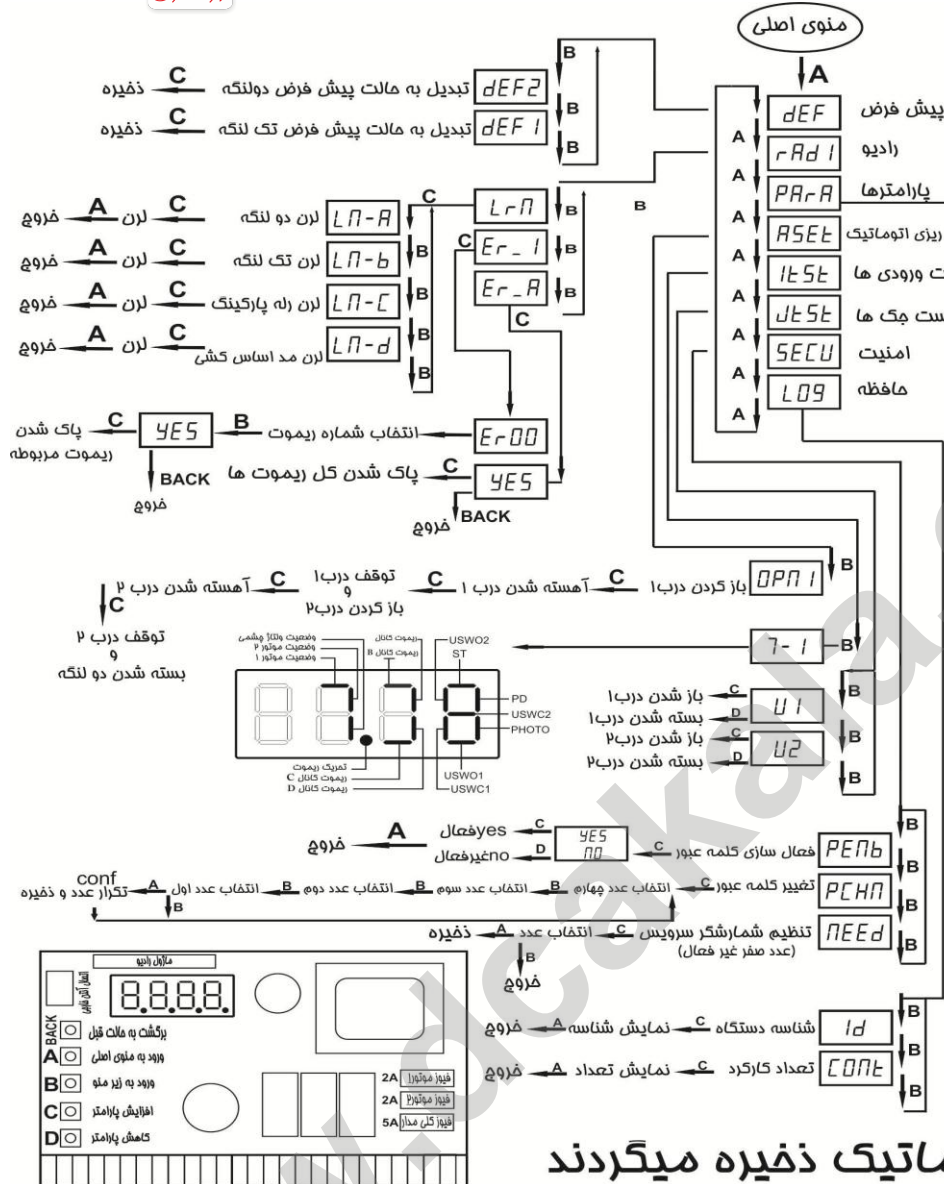 منوی اصلی
A
dEF
پیش فرض
rAd1
رادیو
PArA
پارامترها
ASEt
ریزی اتوماتیک
ItSt
ورودی ها
JtSt
جک ها
SECU
امنیت
LOg
حافظه
A
A
A
A
A
A
A
B
B
B
B
dEF2
تبدیل به حالت پیش فرض دولنگه
C
ذخیره
dEF1
تبدیل به حالت پیش فرض تک لنگه
C
ذخیره
Lrn
Er_1
Er_A
B
B
B
C
C
C
Ln-A
لرن دو لنگه
C
لرن
A
خروج
Ln-b
لرن تک لنگه
C
لرن
A
خروج
Ln-C
لرن رله پارکینگ
C
لرن
A
خروج
Ln-d
لرن مد اساس کشی
C
لرن
A
خروج
B
B
B
B
Er00
انتخاب شماره ریموت
B
YES
C
پاک شدن
ریموت مربوطه
BACK
خروج
YES
C
پاک شدن کل ریموت ها
BACK
خروج
B
OPn1
باز کردن درب۱
C
آهسته شدن درب ۱
C
توقف درب۱
و
باز کردن درب۲
C
آهسته شدن درب ۲
C
توقف درب ۲
و
بسته شدن دو لنگه
B
7-1
وضعیت ولتاژ چشمی
وضعیت موتور ۲
وضعیت موتور ۱
ریموت کانال
ریموت کانال B
USWO2
ST
PD
USWC2
PHOTO
USWO1
USWC1
تحریک ریموت
ریموت کانال C
ریموت کانال D
B
B
B
U1
C
باز شدن درب۱
D
بسته شدن درب۱
U2
C
باز شدن درب۲
D
بسته شدن درب۲
B
B
B
PEnb
فعال سازی کلمه عبور
C
YES
nO
C
yesفعال
D
noغیرفعال
A
خروج
PCHn
تغییر کلمه عبور
C
انتخاب عدد چهارم
B
انتخاب عدد سوم
B
انتخاب عدد دوم
B
انتخاب عدد اول
A
conf
تکرار عدد و ذخیره
B
nEEd
تنظیم شمارشگر سرویس
(عدد صفر غیر فعال)
C
انتخاب عدد
A
ذخیره
B
خروج
B
B
B
Id
شناسه دستگاه
C
نمایش شناسه
A
خروج
COnt
تعداد کارکرد
C
نمایش تعداد
A
خروج
ماژول رادیو
8.8.8.8.
BACK
برگشت به حالت قبل
A
ورود به منوی اصلی
B
ورود به زیر منو
C
افزایش پارامتر
D
کاهش پارامتر
2A
فیوز موتور۱
2A
فیوز موتور۲
5A
فیوز کلی مدار
ماتیک ذخیره میگردند
www.dcakala.c